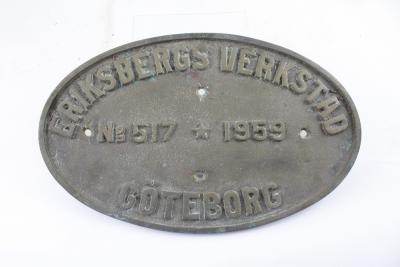 ERIKSBERGS VERKSTAD
No 517 ☆ 1959
GÖTEBORG